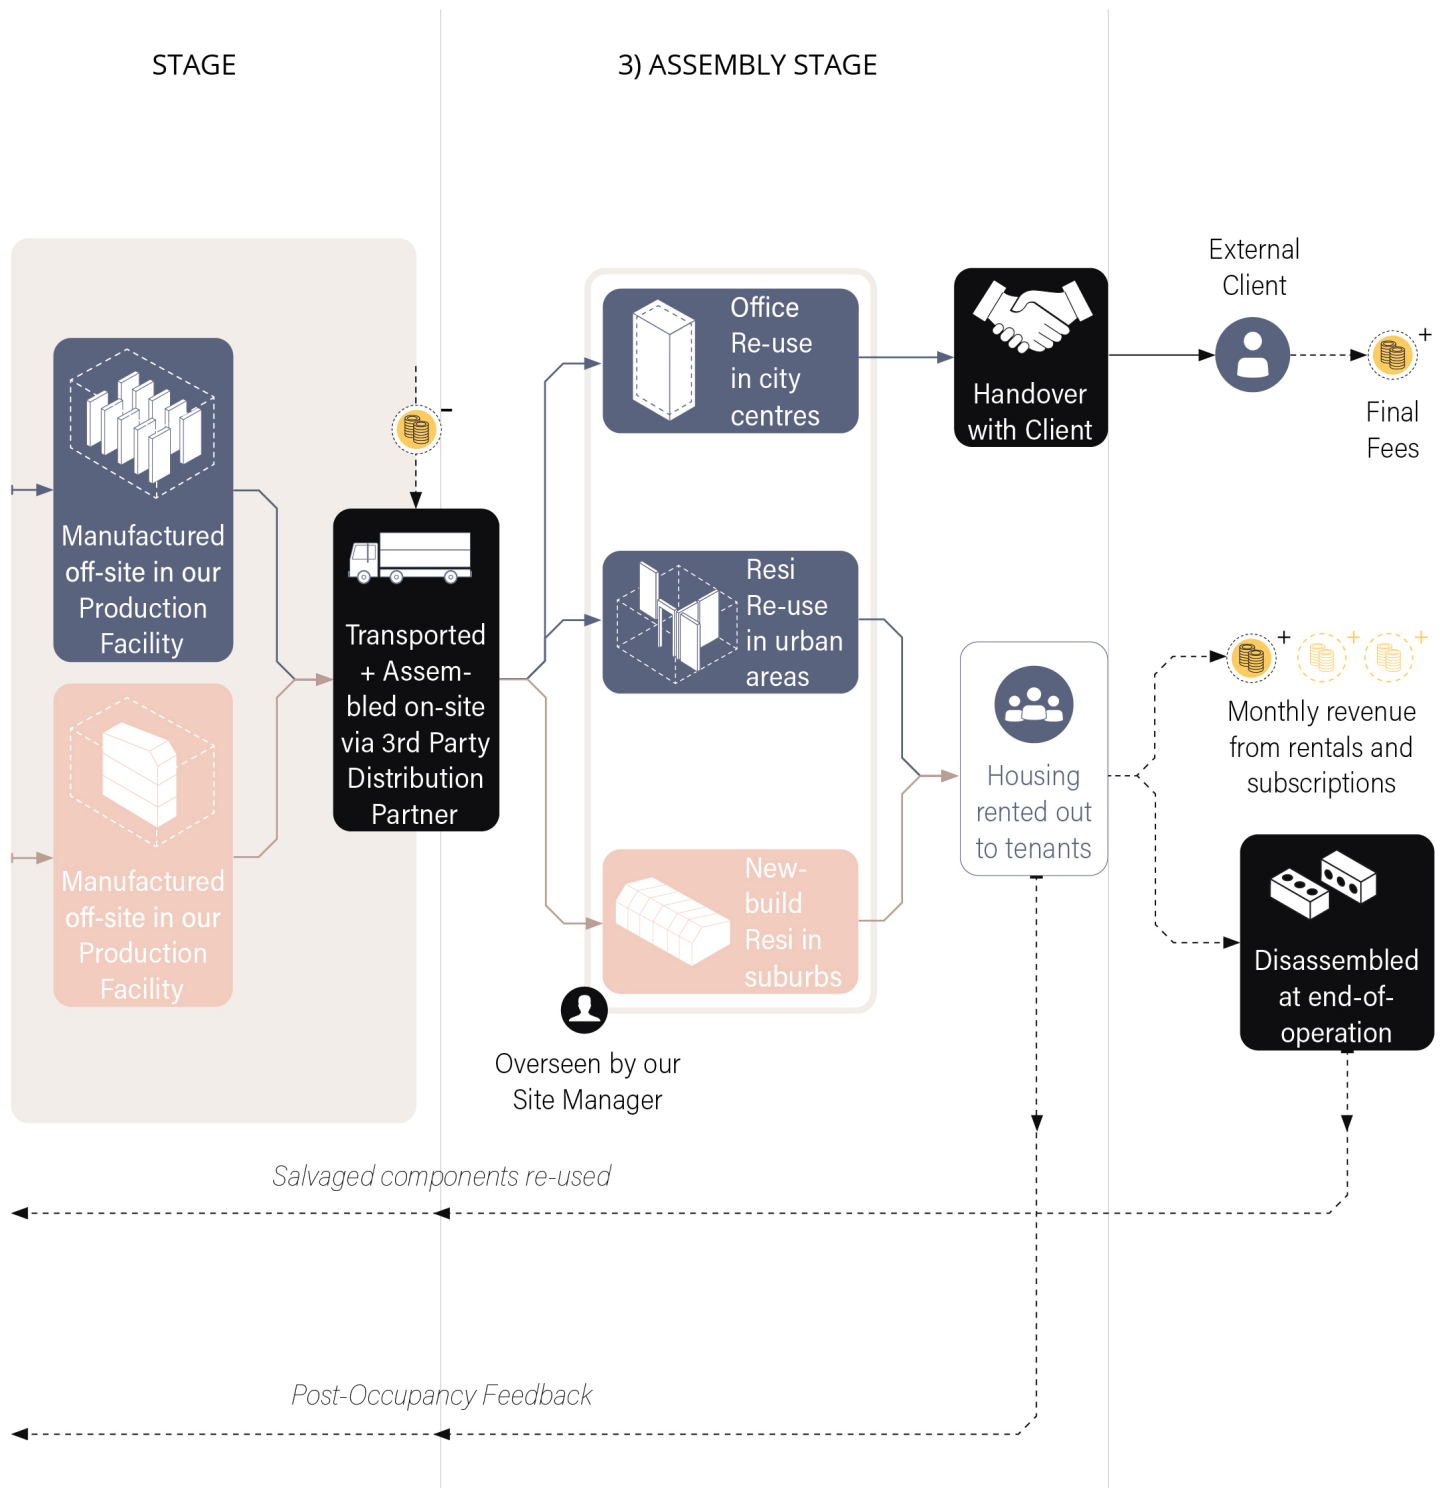 STAGE
3) ASSEMBLY STAGE
Manufactured
off-site in our
Production
Facility
Manufactured
off-site in our
Production
Facility
-
Transported
+ Assem-
bled on-site
via 3rd Party
Distribution
Partner
Office
Re-use
in city
centres
Resi
Re-use
in urban
areas
New-
build
Resi in
suburbs
Overseen by our
Site Manager
Handover
with Client
External
Client
+
Final
Fees
Housing
rented out
to tenants
+ + +
Monthly revenue
from rentals and
subscriptions
Disassembled
at end-of-
operation
Salvaged components re-used
Post-Occupancy Feedback